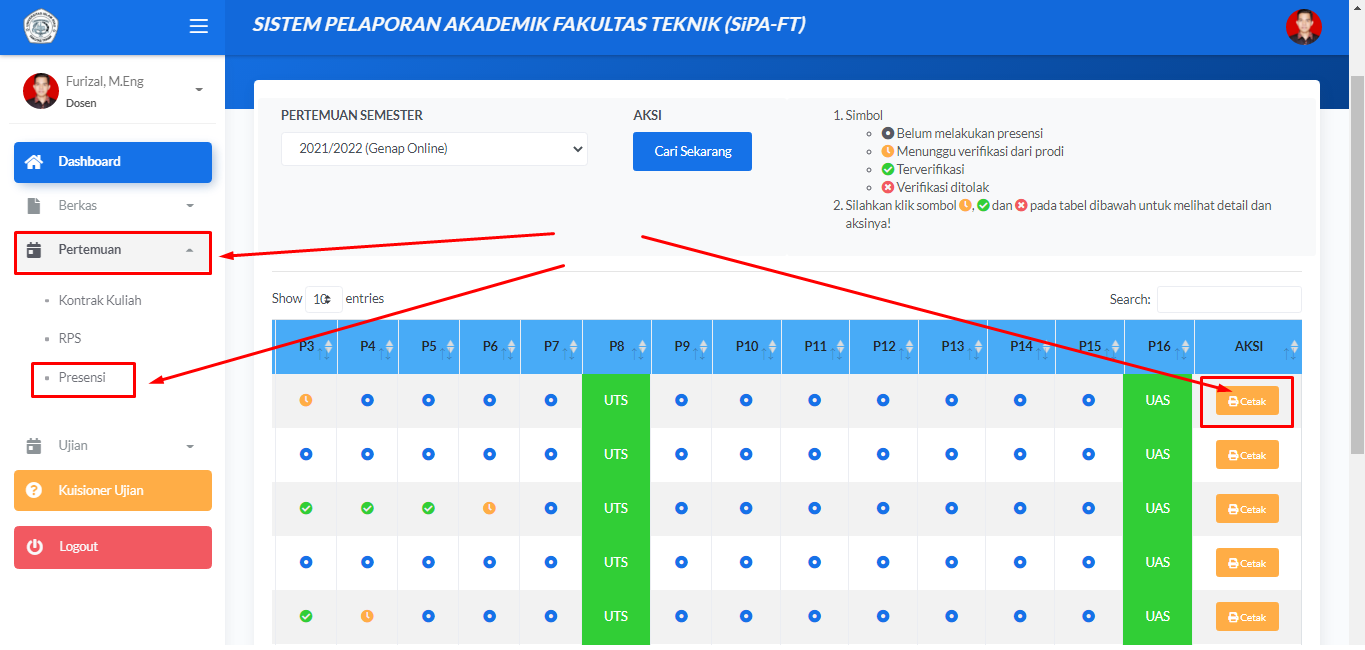 SISTEM PELAPORAN AKADEMIK FAKULTAS TEKNIK (SiPA-FT)
Furizal, M.Eng
Dosen
Dashboard
Berkas
Pertemuan
Kontrak Kuliah
RPS
Presensi
Ujian
Kuisioner Ujian
Logout
PERTEMUAN SEMESTER
2021/2022 (Genap Online)
AKSI
Cari Sekarang
1. Simbol
Belum melakukan presensi
Menunggu verifikasi dari prodi
Terverifikasi
Verifikasi ditolak
2. Silahkan klik sombol , dan pada tabel dibawah untuk melihat detail dan
aksinya!
Show 10 entries
Search:
P3 P4 P5 P6 P7 P8 P9 P10 P11 P12 P13 P14 P15 P16 AKSI
UTS UAS Cetak
UTS UAS Cetak
UTS UAS Cetak
UTS UAS Cetak
UTS UAS Cetak